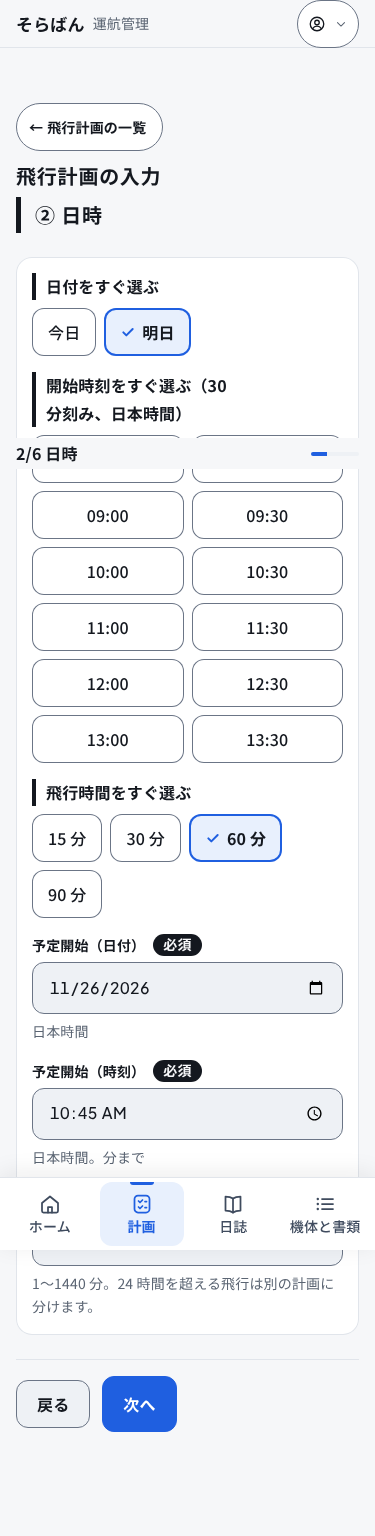 そらばん 運航管理
← 飛行計画の一覧
飛行計画の入力
② 日時
日付をすぐ選ぶ
今日 明日
開始時刻をすぐ選ぶ（30
分刻み、日本時間）
2/6 日時
09:00 09:30
10:00 10:30
11:00 11:30
12:00 12:30
13:00 13:30
飛行時間をすぐ選ぶ
15 分 30 分 60 分
90 分
予定開始（日付） 必須
11/26/2026
日本時間
予定開始（時刻） 必須
10:45 AM
日本時間。分まで
ホーム 計画 日誌 機体と書類
1〜1440 分。24 時間を超える飛行は別の計画に
分けます。
戻る 次へ